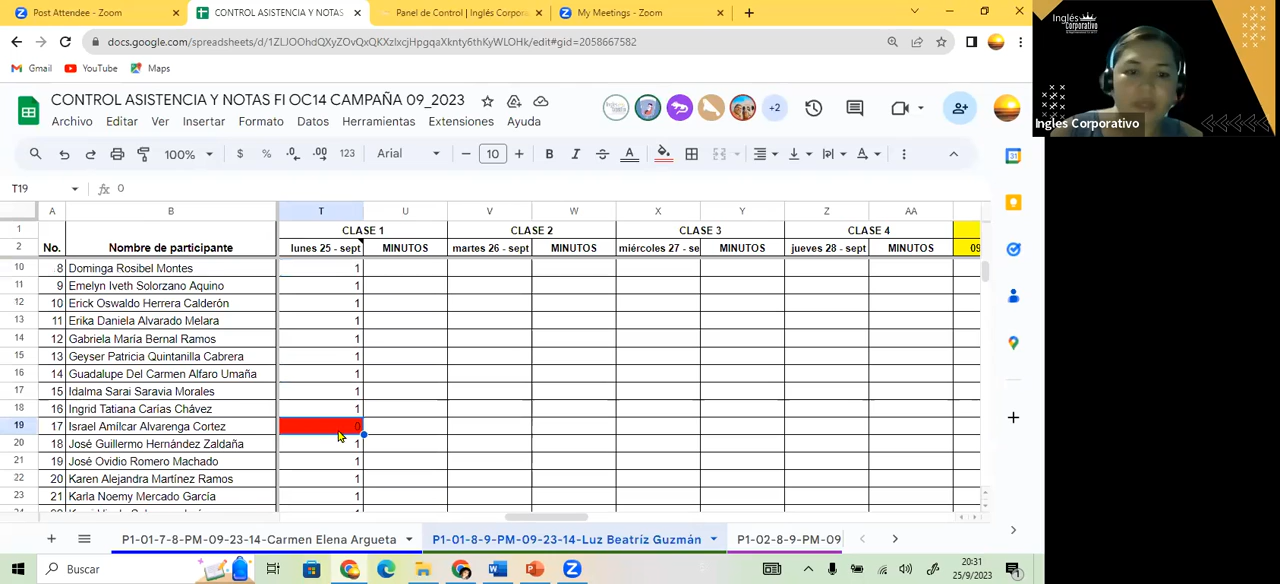 Post Attendee - Zoom
CONTROL ASISTENCIA Y NOTAS
Panel de Control | Inglés Corpora
My Meetings - Zoom
docs.google.com/spreadsheets/d/1ZLJOOhdQXyZOvQxQKXzlxcjHpgqaXknty6thKyWLOHk/edit#gid=2058667582
Gmail YouTube Maps
CONTROL ASISTENCIA Y NOTAS FI OC14 CAMPAÑA 09_2023
+2
Archivo Editar Ver Insertar Formato Datos Herramientas Extensiones Ayuda
100% $ % .0 .00 123 Arial 10 B I A
T19 fx 0
A B T U V W X Y Z AA
1 CLASE 1 CLASE 2 CLASE 3 CLASE 4
2 No. Nombre de participante lunes 25 - sept MINUTOS martes 26 - sept MINUTOS miércoles 27 - se MINUTOS jueves 28 - sept MINUTOS 09
10 8 Dominga Rosibel Montes 1
11 9 Emelyn Iveth Solorzano Aquino 1
12 10 Erick Oswaldo Herrera Calderón 1
13 11 Erika Daniela Alvarado Melara 1
14 12 Gabriela María Bernal Ramos 1
15 13 Geyser Patricia Quintanilla Cabrera 1
16 14 Guadalupe Del Carmen Alfaro Umaña 1
17 15 Idalma Sarai Saravia Morales 1
18 16 Ingrid Tatiana Carías Chávez 1
19 17 Israel Amílcar Alvarenga Cortez 0
20 18 José Guillermo Hernández Zaldaña 1
21 19 José Ovidio Romero Machado 1
22 20 Karen Alejandra Martínez Ramos 1
23 21 Karla Noemy Mercado García 1
P1-01-7-8-PM-09-23-14-Carmen Elena Argueta P1-01-8-9-PM-09-23-14-Luz Beatríz Guzmán P1-02-8-9-PM-09
Buscar
20:31
25/9/2023
Inglés
Corporativo
Inglés Corporativo